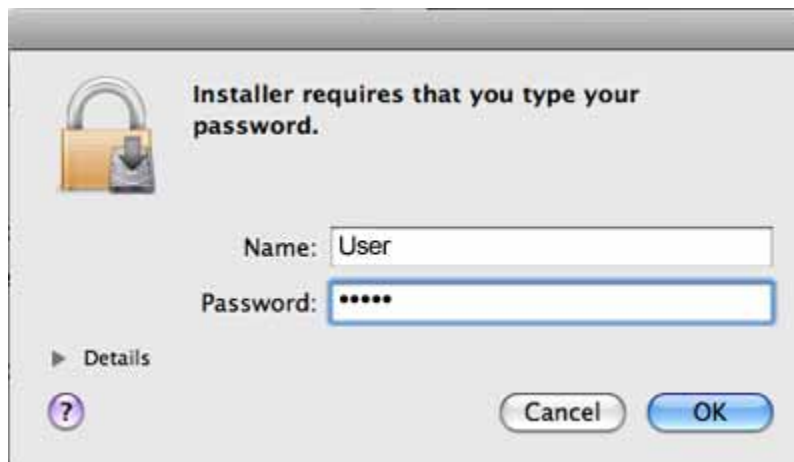 Installer requires that you type your
password.
Name: User
Password: •••••
Details
?
Cancel OK